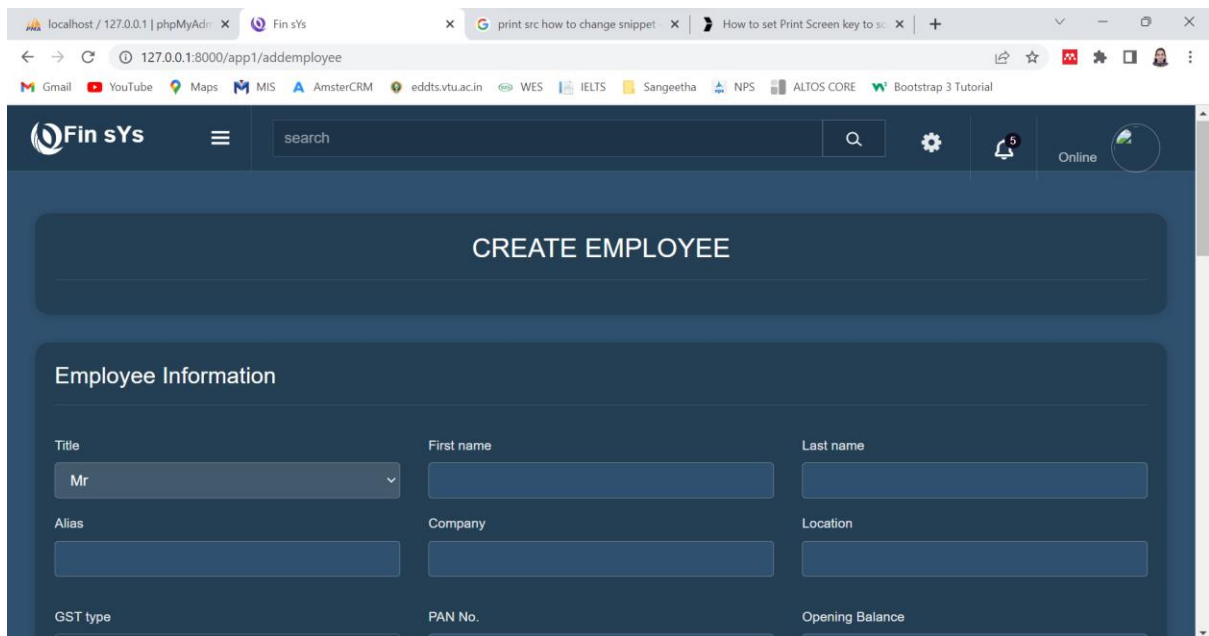 localhost / 127.0.0.1 | phpMyAdm
Fin sYs
print src how to change snippet
How to set Print Screen key to sc
127.0.0.1:8000/app1/addemployee
Gmail YouTube Maps MIS AmsterCRM eddts.vtu.ac.in WES IELTS Sangeetha NPS ALTOS CORE Bootstrap 3 Tutorial
Fin sYs search 5 Online
CREATE EMPLOYEE
Employee Information
Title First name Last name
Mr
Alias Company Location
GST type PAN No. Opening Balance